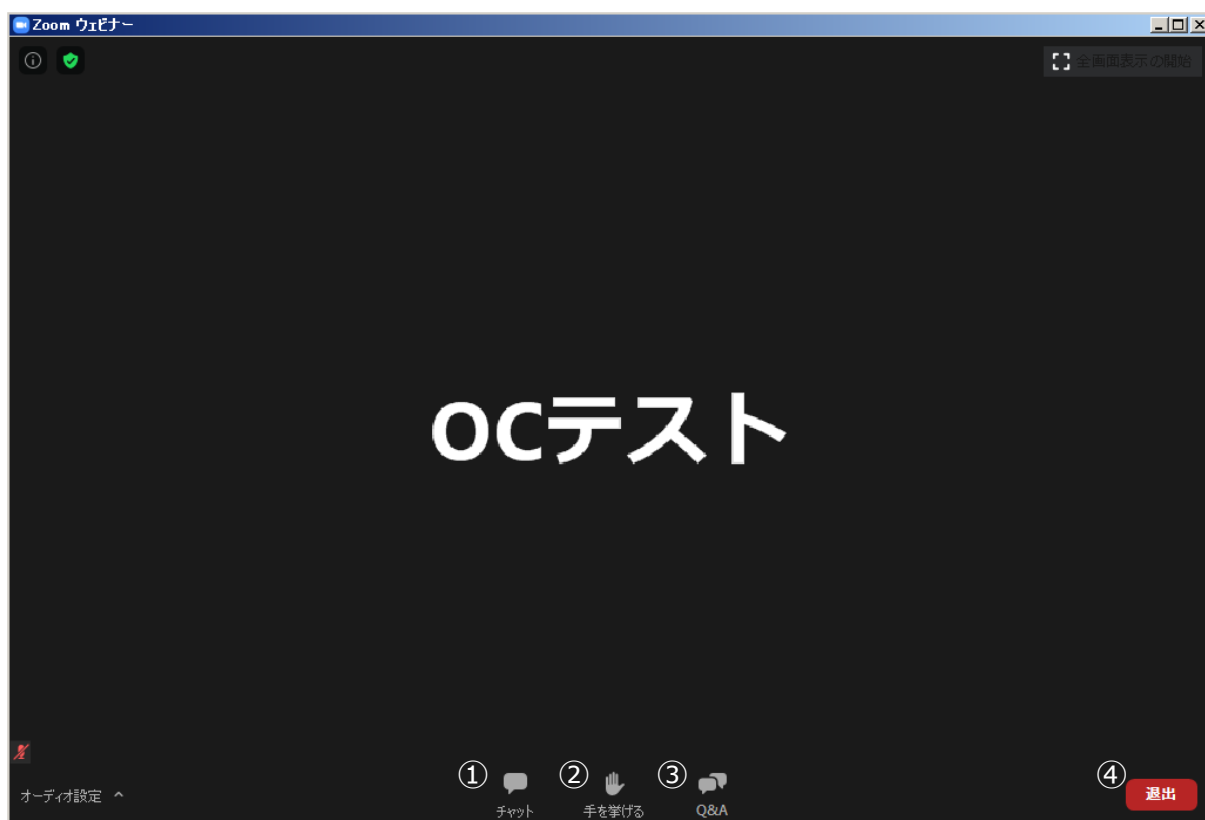 Zoom ウェビナー
全画面表示の開始
OCテスト
① チャット
② 手を挙げる
③ Q&A
④ 退出
オーディオ設定